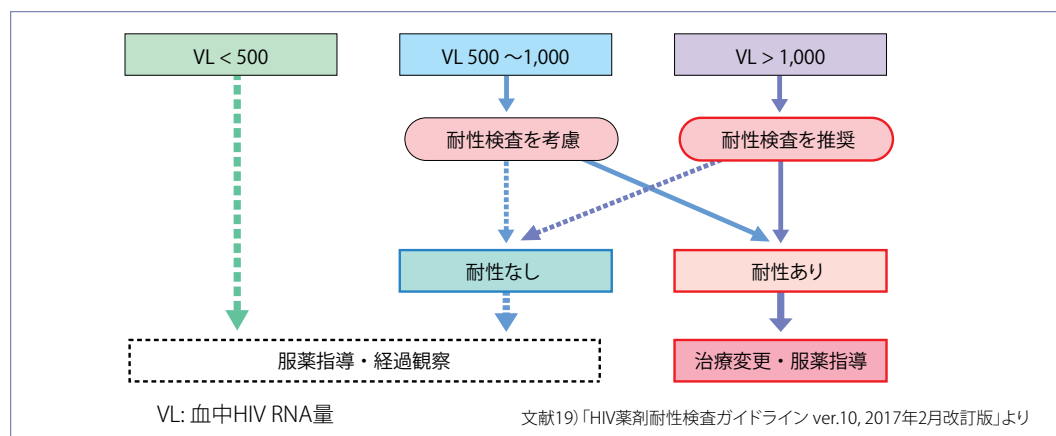 VL < 500
VL 500 ～1,000
VL > 1,000
耐性検査を考慮
耐性検査を推奨
耐性なし
耐性あり
服薬指導・経過観察
治療変更・服薬指導
VL: 血中HIV RNA量
文献19）「HIV薬剤耐性検査ガイドライン ver.10, 2017年2月改訂版」より